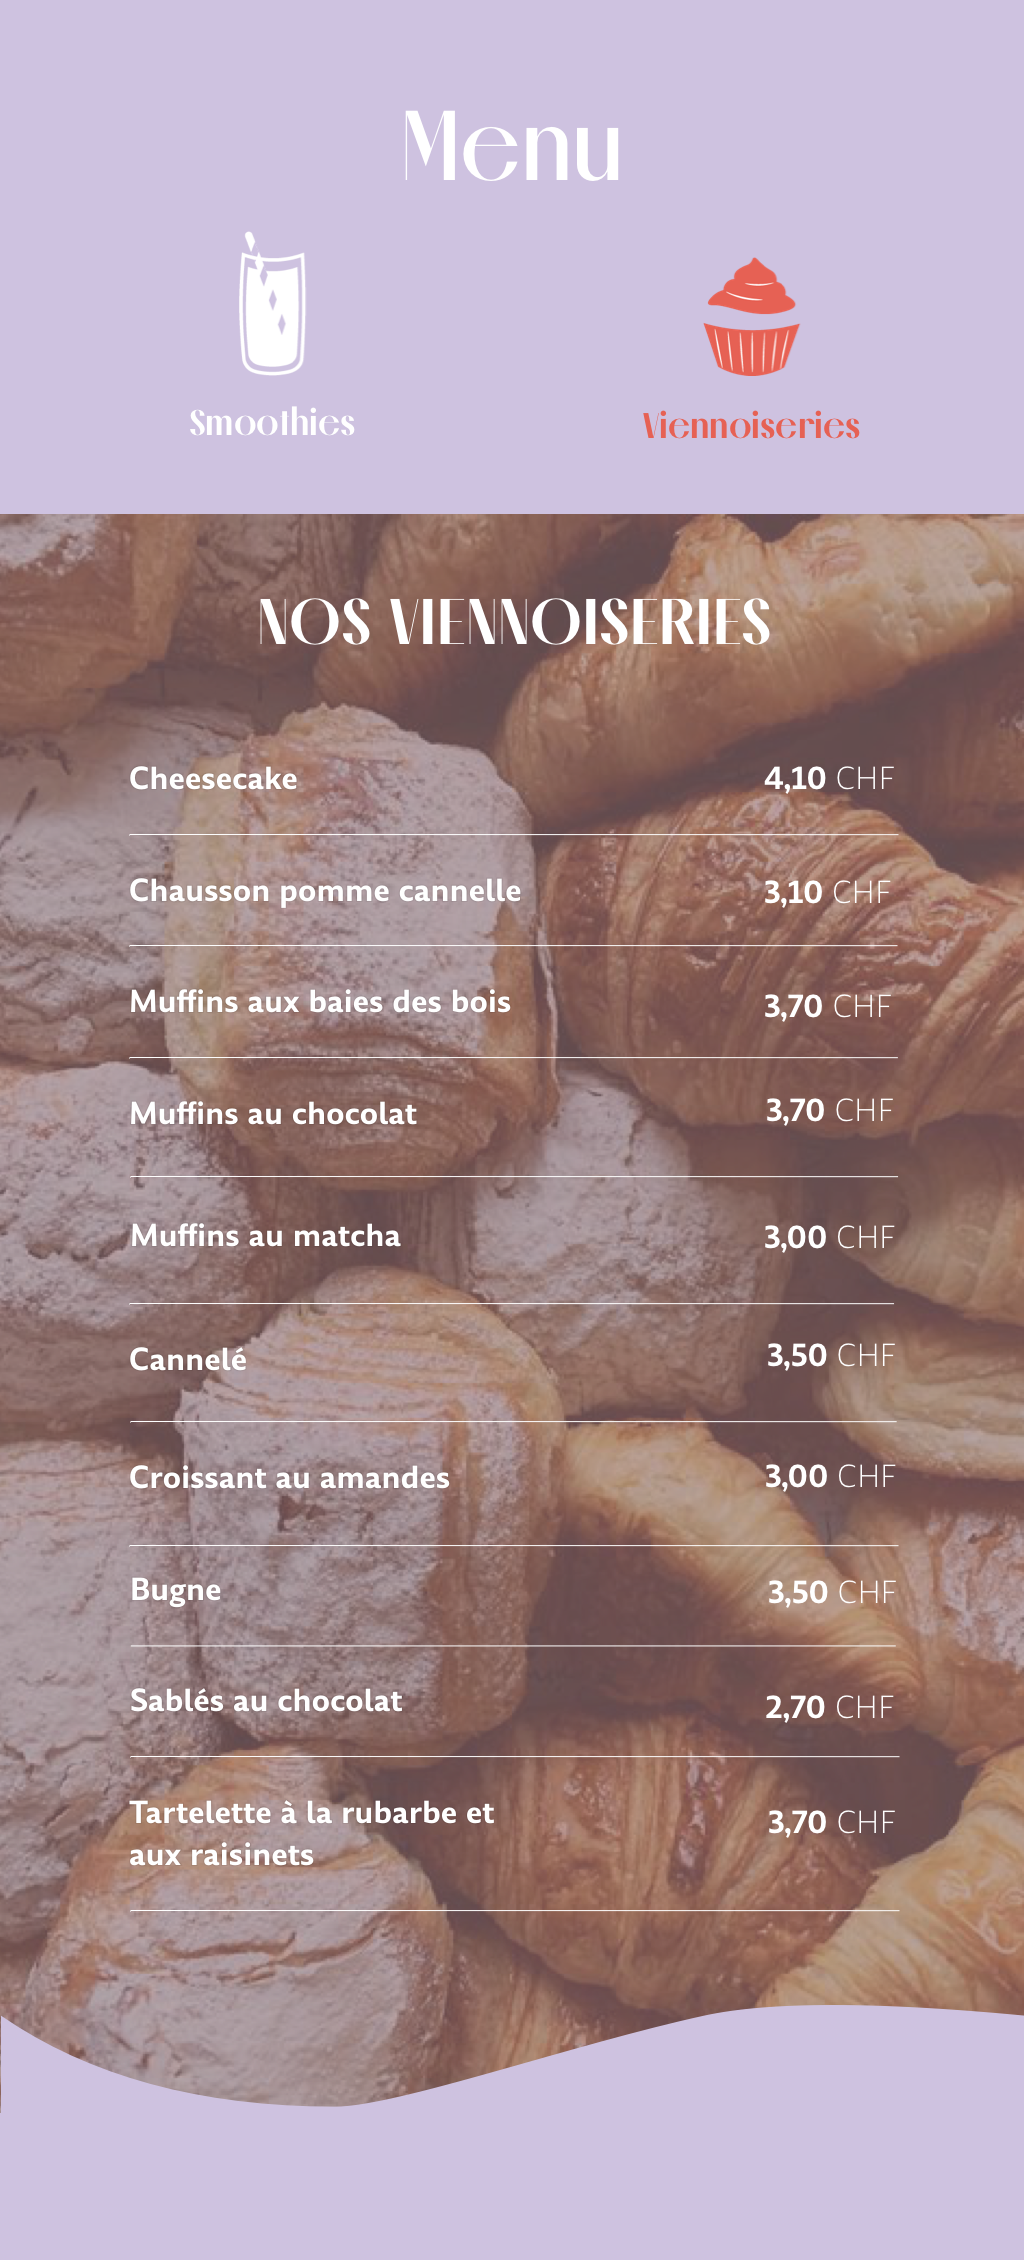 Menu
Smoothies
Viennoiseries
NOS VIENNOISERIES
Cheesecake 4,10 CHF
Chausson pomme cannelle 3,10 CHF
Muffins aux baies des bois 3,70 CHF
Muffins au chocolat 3,70 CHF
Muffins au matcha 3,00 CHF
Cannelé 3,50 CHF
Croissant au amandes 3,00 CHF
Bugne 3,50 CHF
Sablés au chocolat 2,70 CHF
Tartelette à la rubarbe et
aux raisinets 3,70 CHF